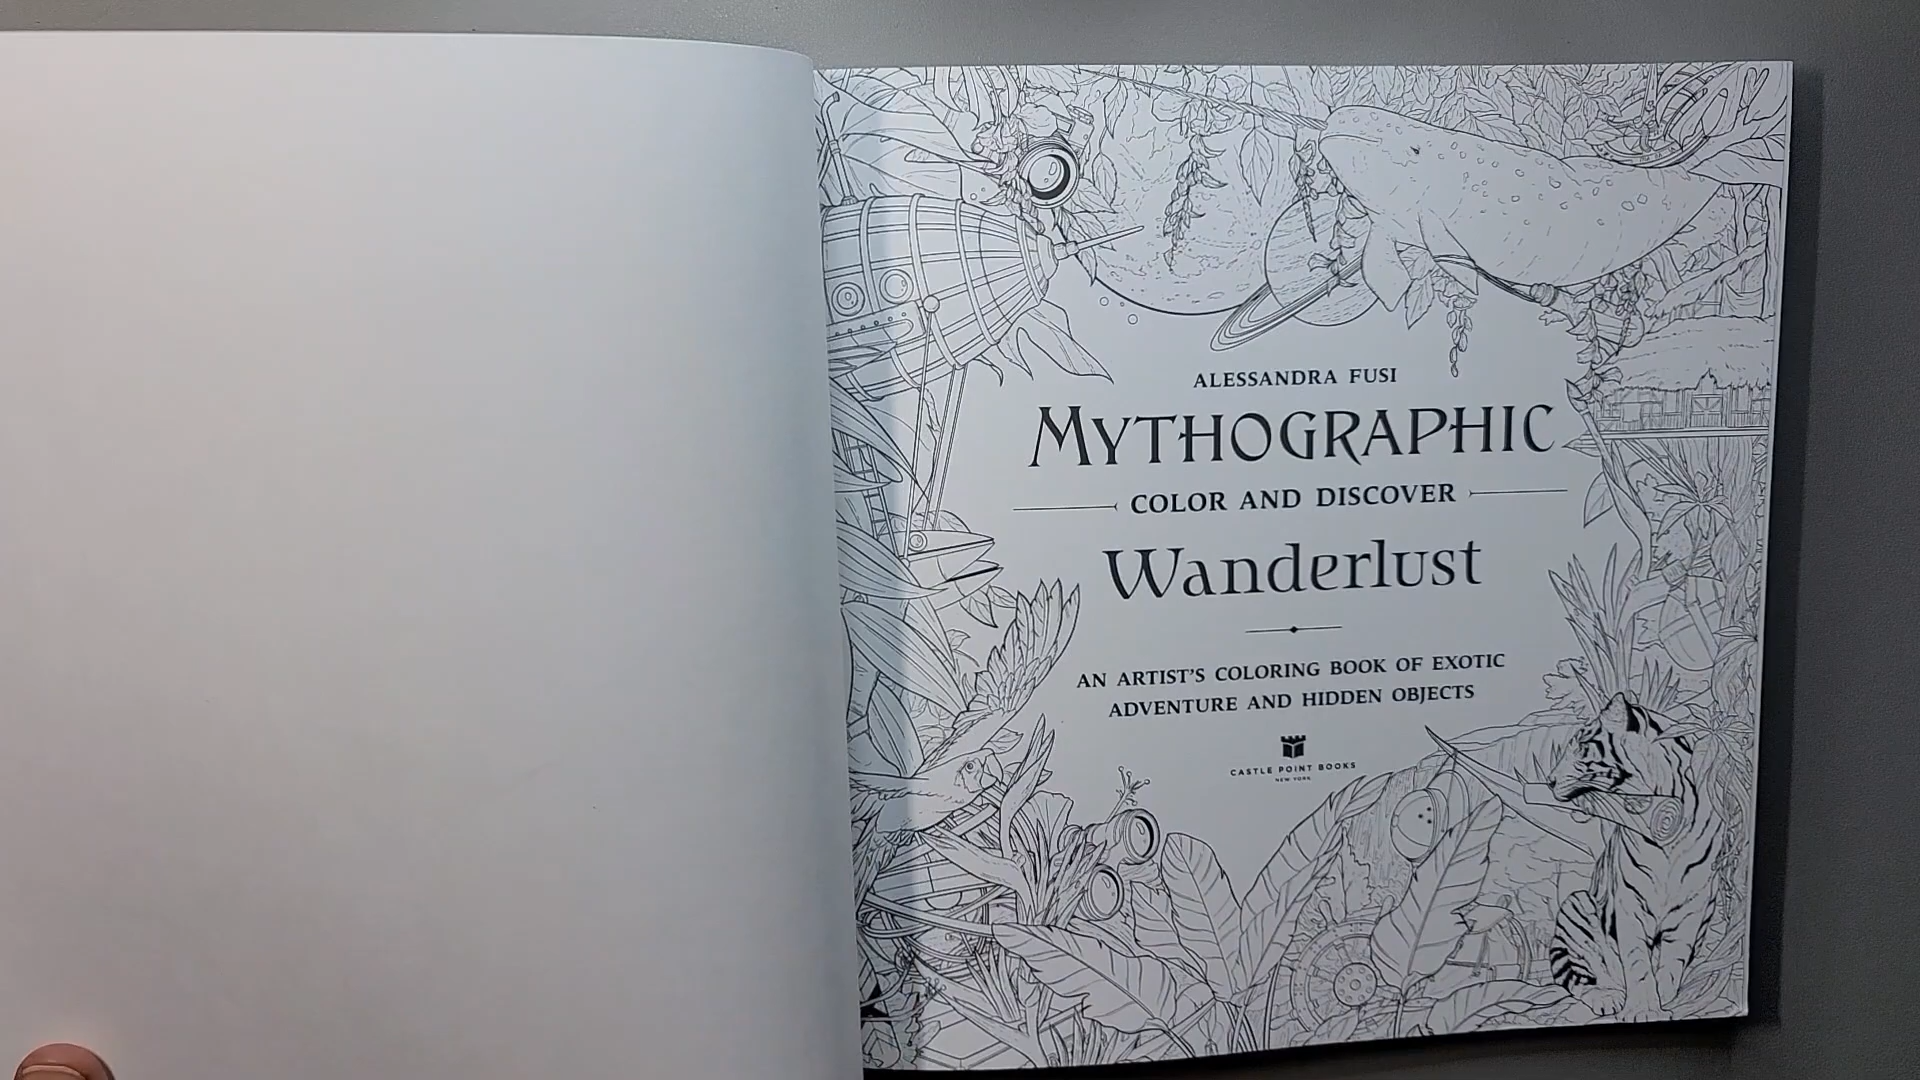 ALESSANDRA FUSI
MYTHOGRAPHIC
COLOR AND DISCOVER
Wanderlust
AN ARTIST'S COLORING BOOK OF EXOTIC
ADVENTURE AND HIDDEN OBJECTS
CASTLE POINT BOOKS
NEW YORK